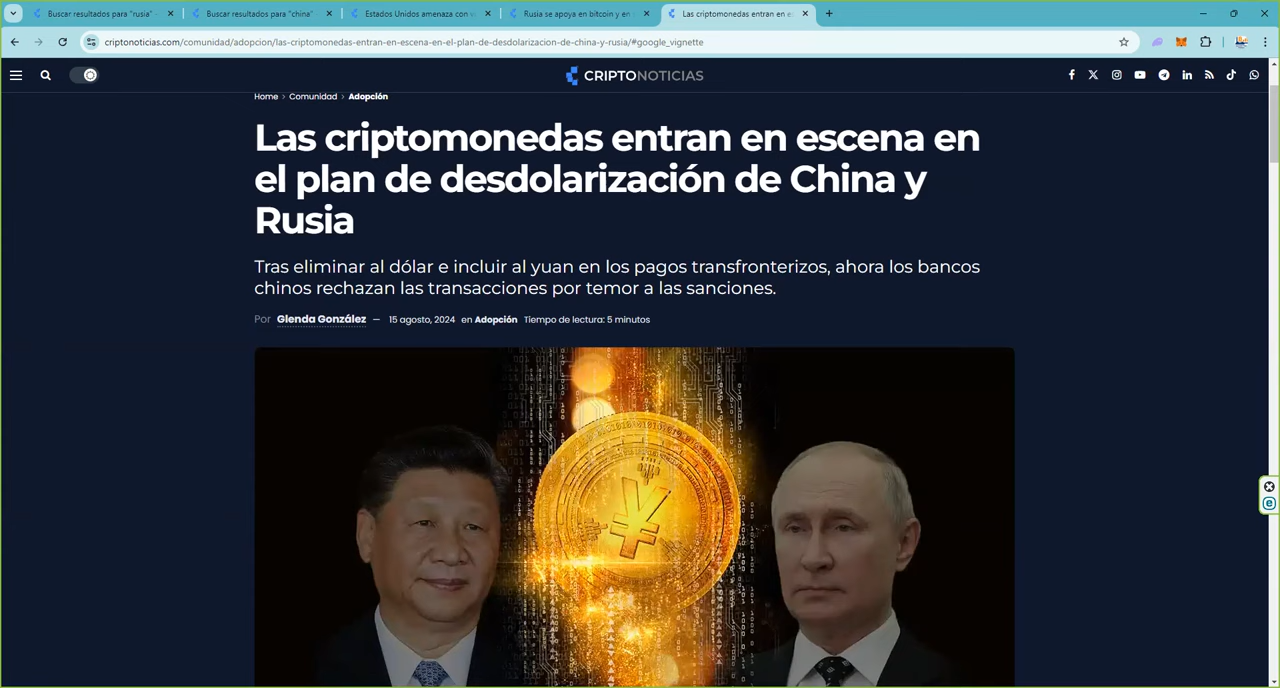 Buscar resultados para "rusia" -
Buscar resultados para "china" -
Estados Unidos amenaza con
Rusia se apoya en bitcoin y en
Las criptomonedas entran en
criptonoticias.com/comunidad/adopcion/las-criptomonedas-entran-en-escena-en-el-plan-de-desdolarizacion-de-china-y-rusia/#google_vignette
CRIPTONOTICIAS
Home > Comunidad > Adopción
Las criptomonedas entran en escena en
el plan de desdolarización de China y
Rusia
Tras eliminar al dólar e incluir al yuan en los pagos transfronterizos, ahora los bancos
chinos rechazan las transacciones por temor a las sanciones.
Por Glenda González — 15 agosto, 2024 en Adopción Tiempo de lectura: 5 minutos